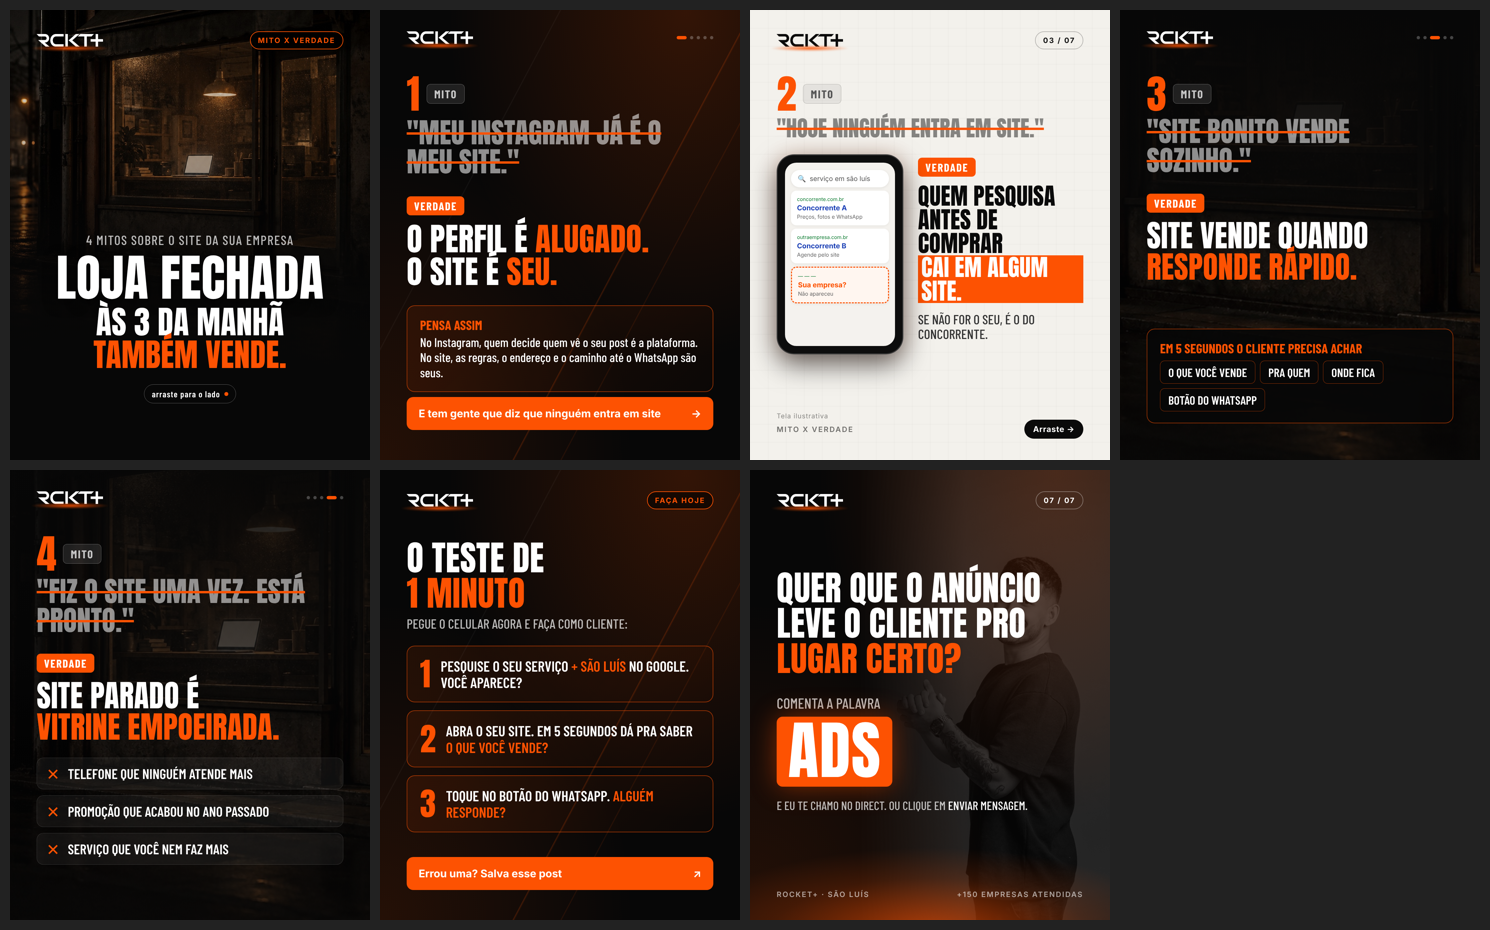 RCKT+
MITO X VERDADE
4 MITOS SOBRE O SITE DA SUA EMPRESA
LOJA FECHADA
ÀS 3 DA MANHÃ
TAMBÉM VENDE.
arraste para o lado
RCKT+
1 MITO
"MEU INSTAGRAM JÁ É O
MEU SITE."
VERDADE
O PERFIL É ALUGADO.
O SITE É SEU.
PENSA ASSIM
No Instagram, quem decide quem vê o seu post é a plataforma.
No site, as regras, o endereço e o caminho até o WhatsApp são
seus.
E tem gente que diz que ninguém entra em site →
RCKT+
03 / 07
2 MITO
"HOJE NINGUÉM ENTRA EM SITE."
serviço em são luís
concorrente.com.br
Concorrente A
Preços, fotos e WhatsApp
outraempresa.com.br
Concorrente B
Agende pelo site
— — —
Sua empresa?
Não apareceu
VERDADE
QUEM PESQUISA
ANTES DE
COMPRAR
CAI EM ALGUM
SITE.
SE NÃO FOR O SEU, É O DO
CONCORRENTE.
Tela ilustrativa
MITO X VERDADE
Arraste →
RCKT+
3 MITO
"SITE BONITO VENDE
SOZINHO."
VERDADE
SITE VENDE QUANDO
RESPONDE RÁPIDO.
EM 5 SEGUNDOS O CLIENTE PRECISA ACHAR
O QUE VOCÊ VENDE PRA QUEM ONDE FICA
BOTÃO DO WHATSAPP
RCKT+
4 MITO
"FIZ O SITE UMA VEZ. ESTÁ
PRONTO."
VERDADE
SITE PARADO É
VITRINE EMPOEIRADA.
✕ TELEFONE QUE NINGUÉM ATENDE MAIS
✕ PROMOÇÃO QUE ACABOU NO ANO PASSADO
✕ SERVIÇO QUE VOCÊ NEM FAZ MAIS
RCKT+
FAÇA HOJE
O TESTE DE
1 MINUTO
PEGUE O CELULAR AGORA E FAÇA COMO CLIENTE:
1 PESQUISE O SEU SERVIÇO + SÃO LUÍS NO GOOGLE.
VOCÊ APARECE?
2 ABRA O SEU SITE. EM 5 SEGUNDOS DÁ PRA SABER
O QUE VOCÊ VENDE?
3 TOQUE NO BOTÃO DO WHATSAPP. ALGUÉM
RESPONDE?
Errou uma? Salva esse post ↗
RCKT+
07 / 07
QUER QUE O ANÚNCIO
LEVE O CLIENTE PRO
LUGAR CERTO?
COMENTA A PALAVRA
ADS
E EU TE CHAMO NO DIRECT. OU CLIQUE EM ENVIAR MENSAGEM.
ROCKET+ · SÃO LUÍS
+150 EMPRESAS ATENDIDAS